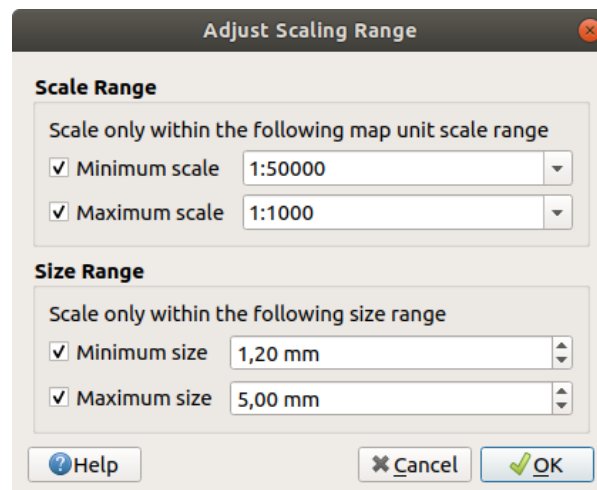 Adjust Scaling Range
Scale Range
Scale only within the following map unit scale range
Minimum scale 1:50000
Maximum scale 1:1000
Size Range
Scale only within the following size range
Minimum size 1,20 mm
Maximum size 5,00 mm
Help Cancel OK